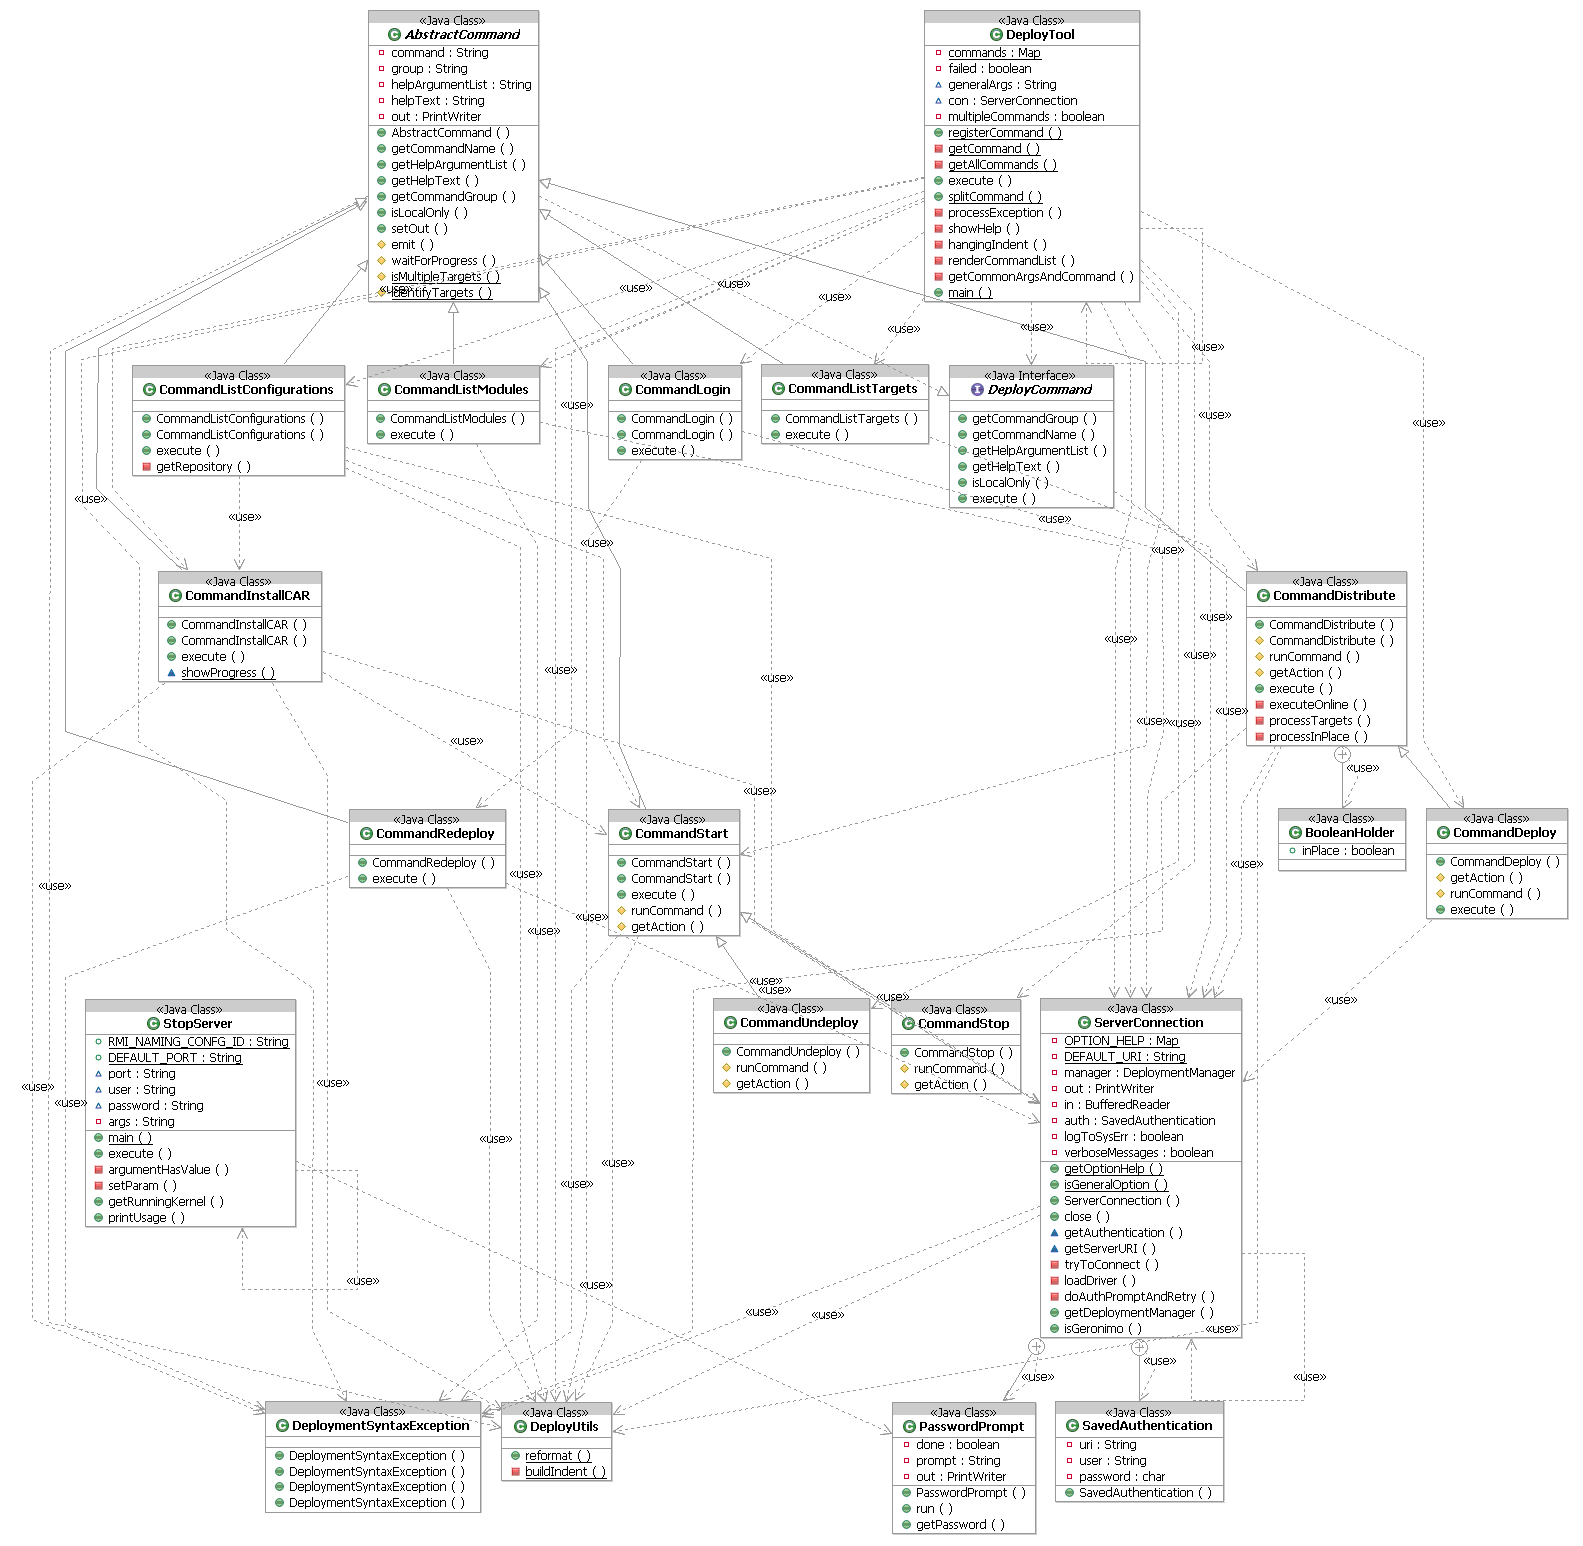 «Java Class»
AbstractCommand
command : String
group : String
helpArgumentList : String
helpText : String
out : PrintWriter
AbstractCommand ( )
getCommandName ( )
getHelpArgumentList ( )
getHelpText ( )
getCommandGroup ( )
isLocalOnly ( )
setOut ( )
emit ( )
waitForProgress ( )
isMultipleTargets ( )
identifyTargets ( )
«Java Class»
DeployTool
commands : Map
failed : boolean
generalArgs : String
con : ServerConnection
multipleCommands : boolean
registerCommand ( )
getCommand ( )
getAllCommands ( )
execute ( )
splitCommand ( )
processException ( )
showHelp ( )
hangingIndent ( )
renderCommandList ( )
getCommonArgsAndCommand ( )
main ( )
«use»
«use»
«use»
«use»
«use»
«use»
«use»
«Java Class»
CommandListConfigurations
CommandListConfigurations ( )
CommandListConfigurations ( )
execute ( )
getRepository ( )
«Java Class»
CommandListModules
CommandListModules ( )
execute ( )
«Java Class»
CommandLogin
CommandLogin ( )
CommandLogin ( )
execute ( )
«Java Class»
CommandListTargets
CommandListTargets ( )
execute ( )
«Java Interface»
DeployCommand
getCommandGroup ( )
getCommandName ( )
getHelpArgumentList ( )
getHelpText ( )
isLocalOnly ( )
execute ( )
«use»
«use»
«use»
«use»
«use»
«use»
«use»
«use»
«Java Class»
CommandInstallCAR
CommandInstallCAR ( )
CommandInstallCAR ( )
execute ( )
showProgress ( )
«Java Class»
CommandDistribute
CommandDistribute ( )
CommandDistribute ( )
runCommand ( )
getAction ( )
execute ( )
executeOnline ( )
processTargets ( )
processInPlace ( )
«use»
«use»
«use»
«use»
«use»
«use»
«use»
«use»
«use»
«use»
«Java Class»
CommandRedeploy
CommandRedeploy ( )
execute ( )
«Java Class»
CommandStart
CommandStart ( )
CommandStart ( )
execute ( )
runCommand ( )
getAction ( )
«Java Class»
BooleanHolder
inPlace : boolean
«Java Class»
CommandDeploy
CommandDeploy ( )
getAction ( )
runCommand ( )
execute ( )
«use»
«use»
«use»
«use»
«use»
«use»
«use»
«use»
«use»
«Java Class»
StopServer
RMI_NAMING_CONFG_ID : String
DEFAULT_PORT : String
port : String
user : String
password : String
args : String
main ( )
execute ( )
argumentHasValue ( )
setParam ( )
getRunningKernel ( )
printUsage ( )
«Java Class»
CommandUndeploy
CommandUndeploy ( )
runCommand ( )
getAction ( )
«Java Class»
CommandStop
CommandStop ( )
runCommand ( )
getAction ( )
«Java Class»
ServerConnection
OPTION_HELP : Map
DEFAULT_URI : String
manager : DeploymentManager
out : PrintWriter
in : BufferedReader
auth : SavedAuthentication
logToSysErr : boolean
verboseMessages : boolean
getOptionHelp ( )
isGeneralOption ( )
ServerConnection ( )
close ( )
getAuthentication ( )
getServerURI ( )
tryToConnect ( )
loadDriver ( )
doAuthPromptAndRetry ( )
getDeploymentManager ( )
isGeronimo ( )
«use»
«use»
«use»
«use»
«use»
«use»
«use»
«use»
«use»
«use»
«use»
«use»
«use»
«use»
«Java Class»
DeploymentSyntaxException
DeploymentSyntaxException ( )
DeploymentSyntaxException ( )
DeploymentSyntaxException ( )
DeploymentSyntaxException ( )
«Java Class»
DeployUtils
reformat ( )
buildIndent ( )
«Java Class»
PasswordPrompt
done : boolean
prompt : String
out : PrintWriter
PasswordPrompt ( )
run ( )
getPassword ( )
«Java Class»
SavedAuthentication
uri : String
user : String
password : char
SavedAuthentication ( )